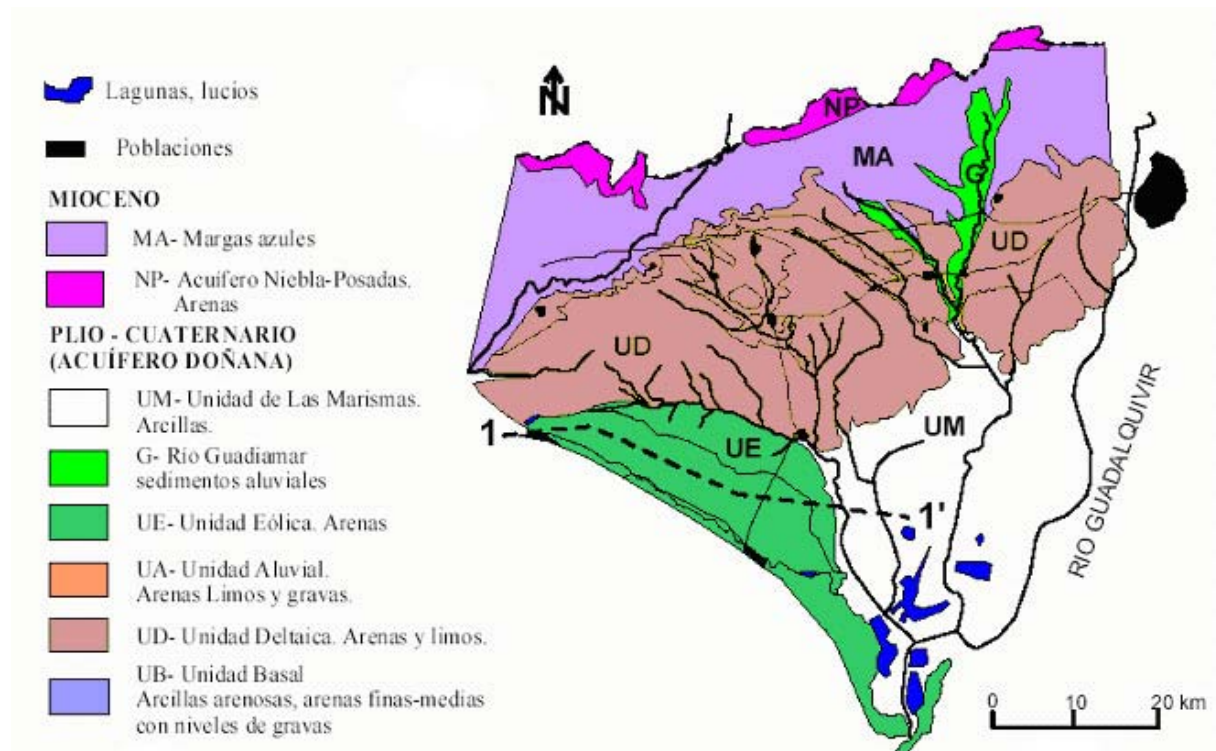 Lagunas, lucios
Poblaciones
MIOCENO
MA- Margas azules
NP- Acuífero Niebla-Posadas.
Arenas
PLIO - CUATERNARIO
(ACUÍFERO DOÑANA)
UM- Unidad de Las Marismas.
Arcillas.
G- Río Guadiamar
sedimentos aluviales
UE- Unidad Eólica. Arenas
UA- Unidad Aluvial.
Arenas Limos y gravas.
UD- Unidad Deltaica. Arenas y limos.
UB- Unidad Basal
Arcillas arenosas, arenas finas-medias
con niveles de gravas
N
NP
MA
G
UD
UD
UM
1
UE
1'
RIO GUADALQUIVIR
0 10 20 km